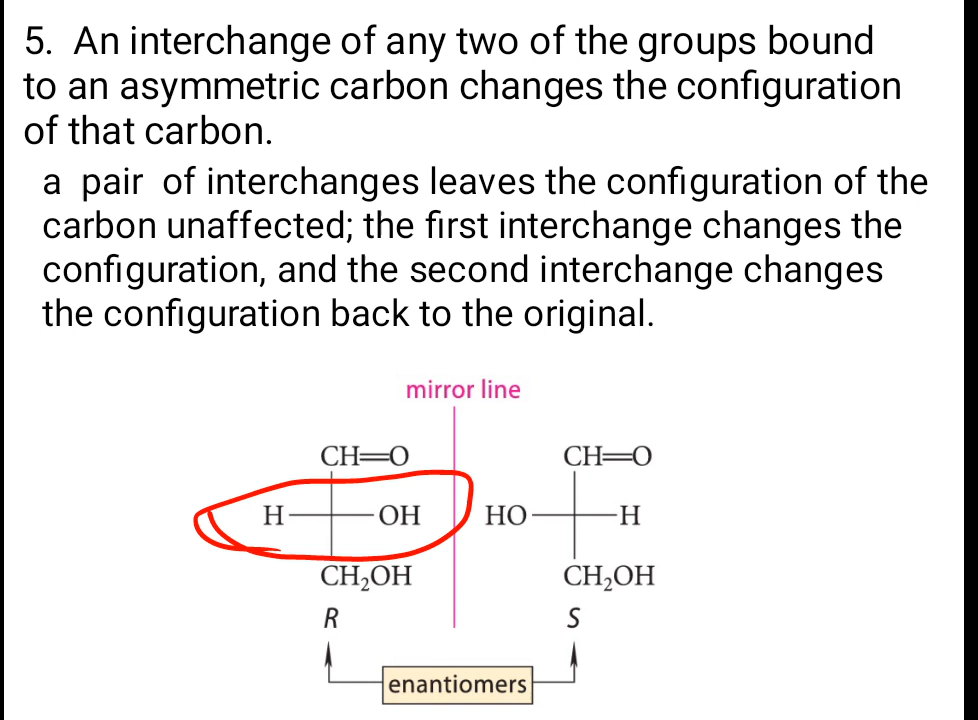 5. An interchange of any two of the groups bound
to an asymmetric carbon changes the configuration
of that carbon.
a pair of interchanges leaves the configuration of the
carbon unaffected; the first interchange changes the
configuration, and the second interchange changes
the configuration back to the original.
mirror line
CH=O CH=O
H OH HO H
CH₂OH CH₂OH
R S
enantiomers